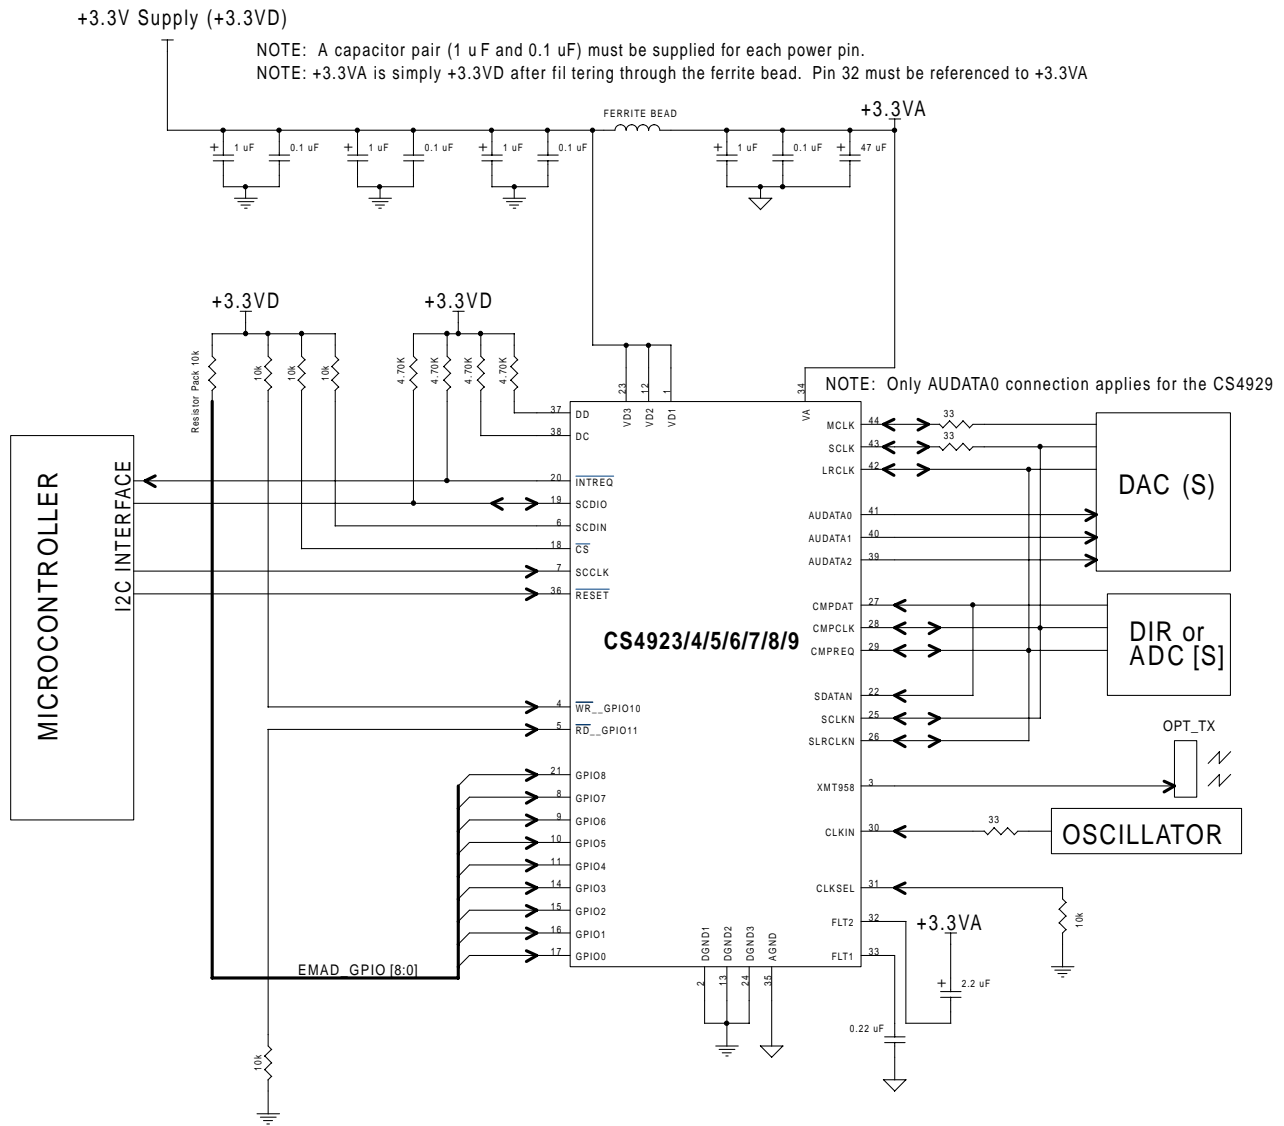 +3.3V Supply (+3.3VD)
NOTE: A capacitor pair (1 u F and 0.1 uF) must be supplied for each power pin.
NOTE: +3.3VA is simply +3.3VD after fil tering through the ferrite bead. Pin 32 must be referenced to +3.3VA
FERRITE BEAD
+3.3VA
+ 1 uF
0.1 uF
+ 1 uF
0.1 uF
+ 1 uF
0.1 uF
+ 1 uF
0.1 uF
+ 47 uF
+3.3VD
+3.3VD
Resistor Pack 10k
10k
10k
10k
4.70K
4.70K
4.70K
4.70K
23
12
1
34
VD3
VD2
VD1
VA
NOTE: Only AUDATA0 connection applies for the CS4929
MICROCONTROLLER
I2C INTERFACE
37 DD
38 DC
20 INTREQ
19 SCDIO
6 SCDIN
18 CS
7 SCCLK
36 RESET
4 WR__GPIO10
5 RD__GPIO11
21 GPIO8
8 GPIO7
9 GPIO6
10 GPIO5
11 GPIO4
14 GPIO3
15 GPIO2
16 GPIO1
17 GPIO0
EMAD_GPIO [8:0]
10k
CS4923/4/5/6/7/8/9
MCLK 44 33
SCLK 43 33
LRCLK 42
AUDATA0 41
AUDATA1 40
AUDATA2 39
DAC (S)
CMPDAT 27
CMPCLK 28
CMPREQ 29
DIR or
ADC [S]
SDATAN 22
SCLKN 25
SLRCLKN 26
OPT_TX
XMT958 3
CLKIN 30 33
OSCILLATOR
CLKSEL 31
10k
FLT2 32
+3.3VA
FLT1 33
+ 2.2 uF
0.22 uF
DGND1
DGND2
DGND3
AGND
2
13
24
35